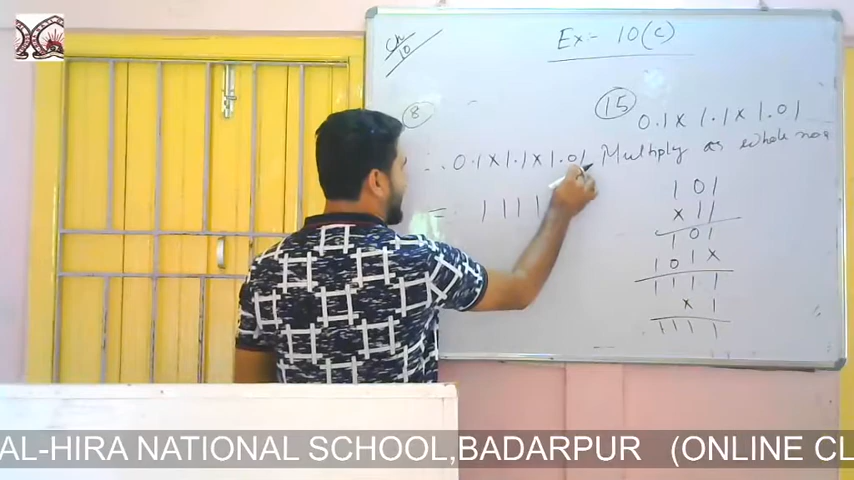 Ch 10
Ex:- 10(c)
8
15 0.1 x 1.1 x 1.01
∴ 0.1 x 1.1 x 1.01 Multiply as whole nos
= 1111
101
x 11
101
101x
1111
x 1
1111
AL-HIRA NATIONAL SCHOOL,BADARPUR (ONLINE CL